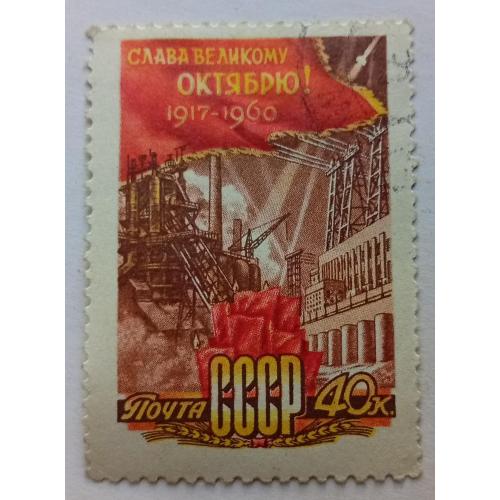 СЛАВА ВЕЛИКОМУ
ОКТЯБРЮ!
1917-1960
ПОЧТА СССР 40к.